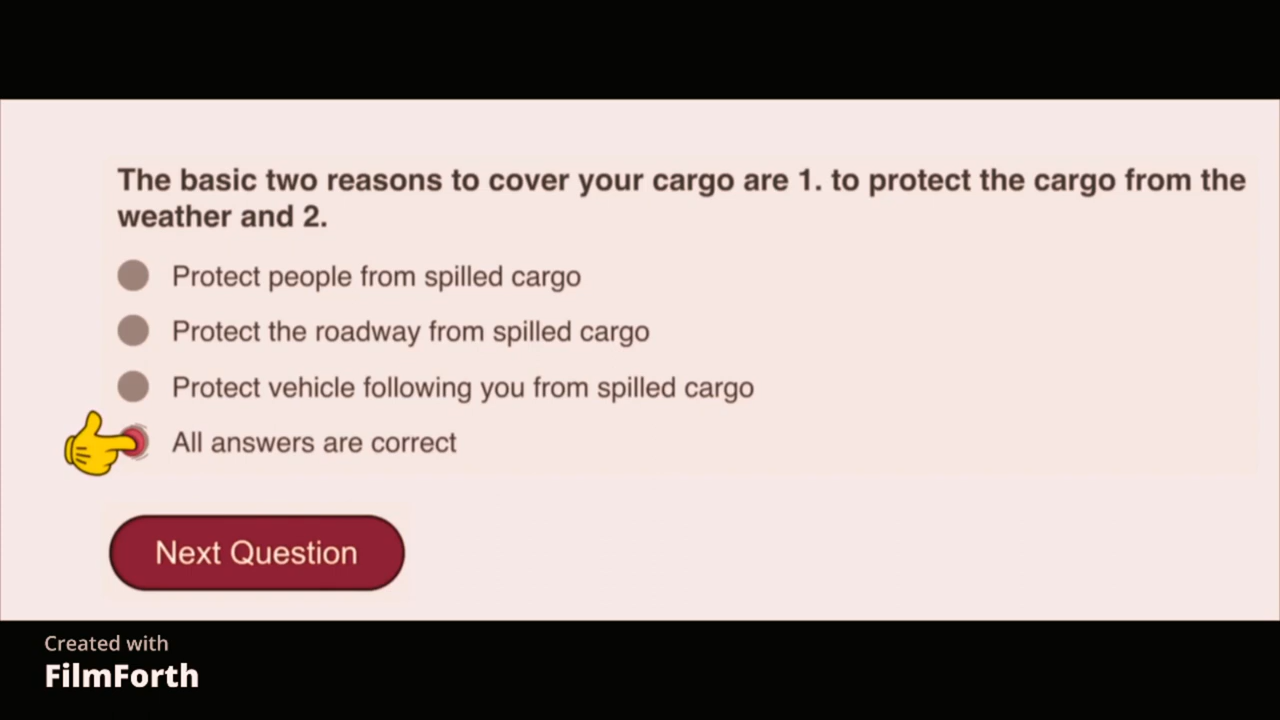 The basic two reasons to cover your cargo are 1. to protect the cargo from the
weather and 2.
Protect people from spilled cargo
Protect the roadway from spilled cargo
Protect vehicle following you from spilled cargo
All answers are correct
Next Question
Created with
FilmForth